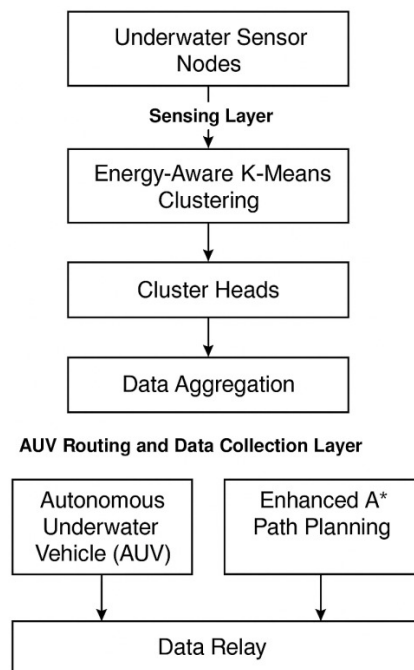 Underwater Sensor
Nodes
Sensing Layer
Energy-Aware K-Means
Clustering
Cluster Heads
Data Aggregation
AUV Routing and Data Collection Layer
Autonomous
Underwater
Vehicle (AUV)
Enhanced A*
Path Planning
Data Relay